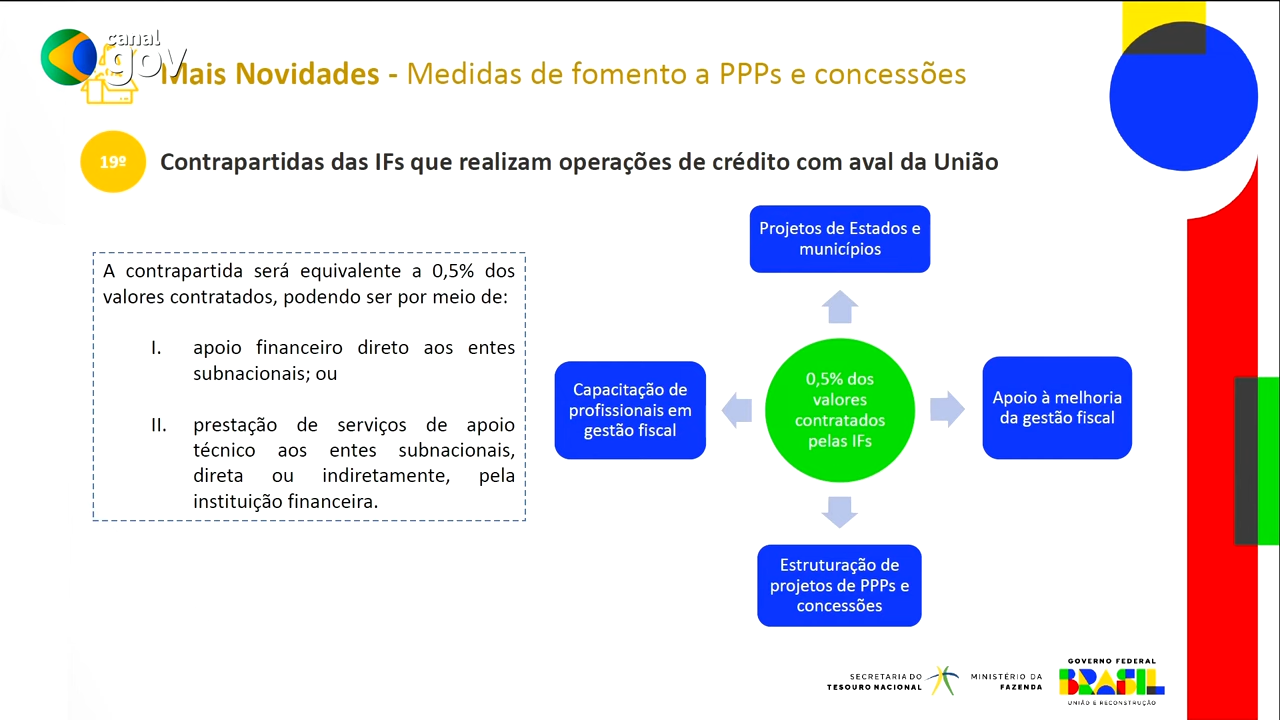 canal
gov
Mais Novidades - Medidas de fomento a PPPs e concessões
19º
Contrapartidas das IFs que realizam operações de crédito com aval da União
A contrapartida será equivalente a 0,5% dos
valores contratados, podendo ser por meio de:
I. apoio financeiro direto aos entes
subnacionais; ou
II. prestação de serviços de apoio
técnico aos entes subnacionais,
direta ou indiretamente, pela
instituição financeira.
Projetos de Estados e
municípios
Capacitação de
profissionais em
gestão fiscal
0,5% dos
valores
contratados
pelas IFs
Apoio à melhoria
da gestão fiscal
Estruturação de
projetos de PPPs e
concessões
SECRETARIA DO
TESOURO NACIONAL
MINISTÉRIO DA
FAZENDA
GOVERNO FEDERAL
BRASIL
UNIÃO E RECONSTRUÇÃO